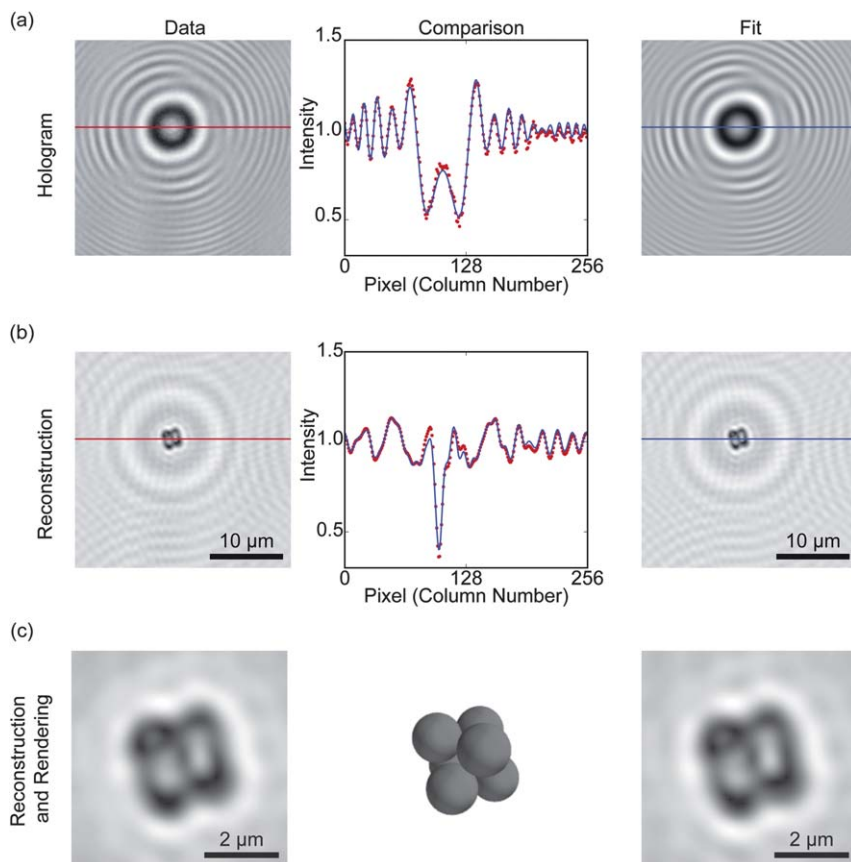 (a)
Data
Comparison
Fit
Hologram
Intensity
1.5
1.0
0.5
0
128
256
Pixel (Column Number)
(b)
Reconstruction
10 µm
Intensity
1.5
1.0
0.5
0
128
256
Pixel (Column Number)
10 µm
(c)
Reconstruction
and Rendering
2 µm
2 µm